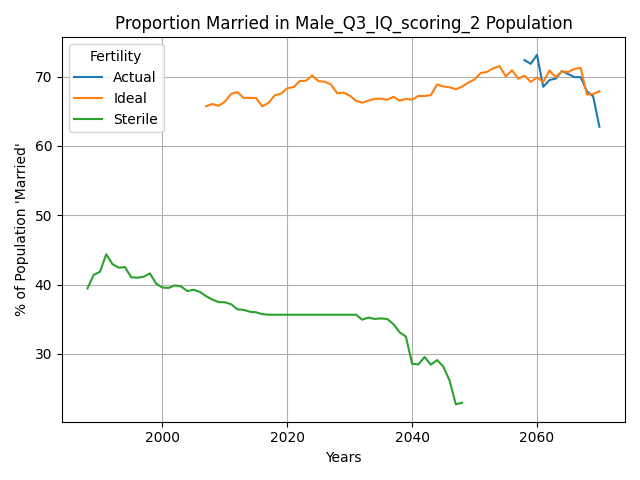 Proportion Married in Male_Q3_IQ_scoring_2 Population
% of Population 'Married'
70
60
50
40
30
Fertility
Actual
Ideal
Sterile
2000
2020
2040
2060
Years